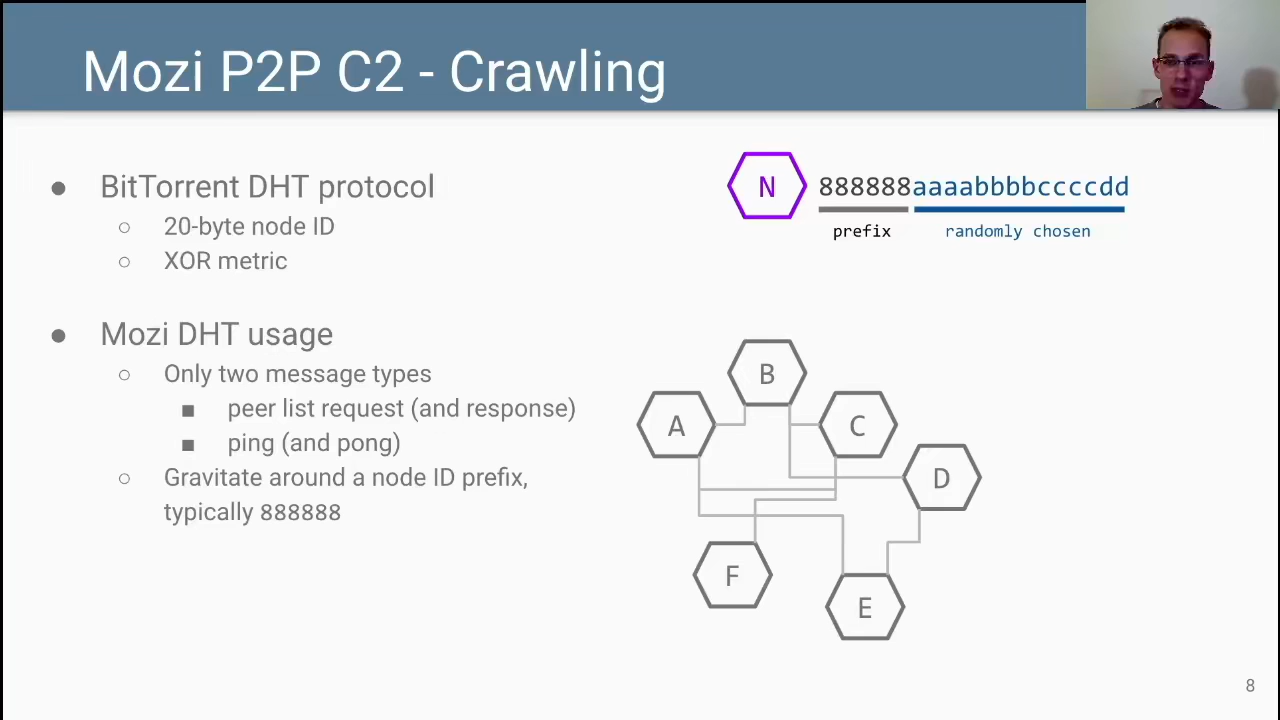 Mozi P2P C2 - Crawling
● BitTorrent DHT protocol
○ 20-byte node ID
○ XOR metric
● Mozi DHT usage
○ Only two message types
■ peer list request (and response)
■ ping (and pong)
○ Gravitate around a node ID prefix,
typically 888888
N 888888aaaabbbbccccdd
prefix randomly chosen
B
A
C
D
F
E
8